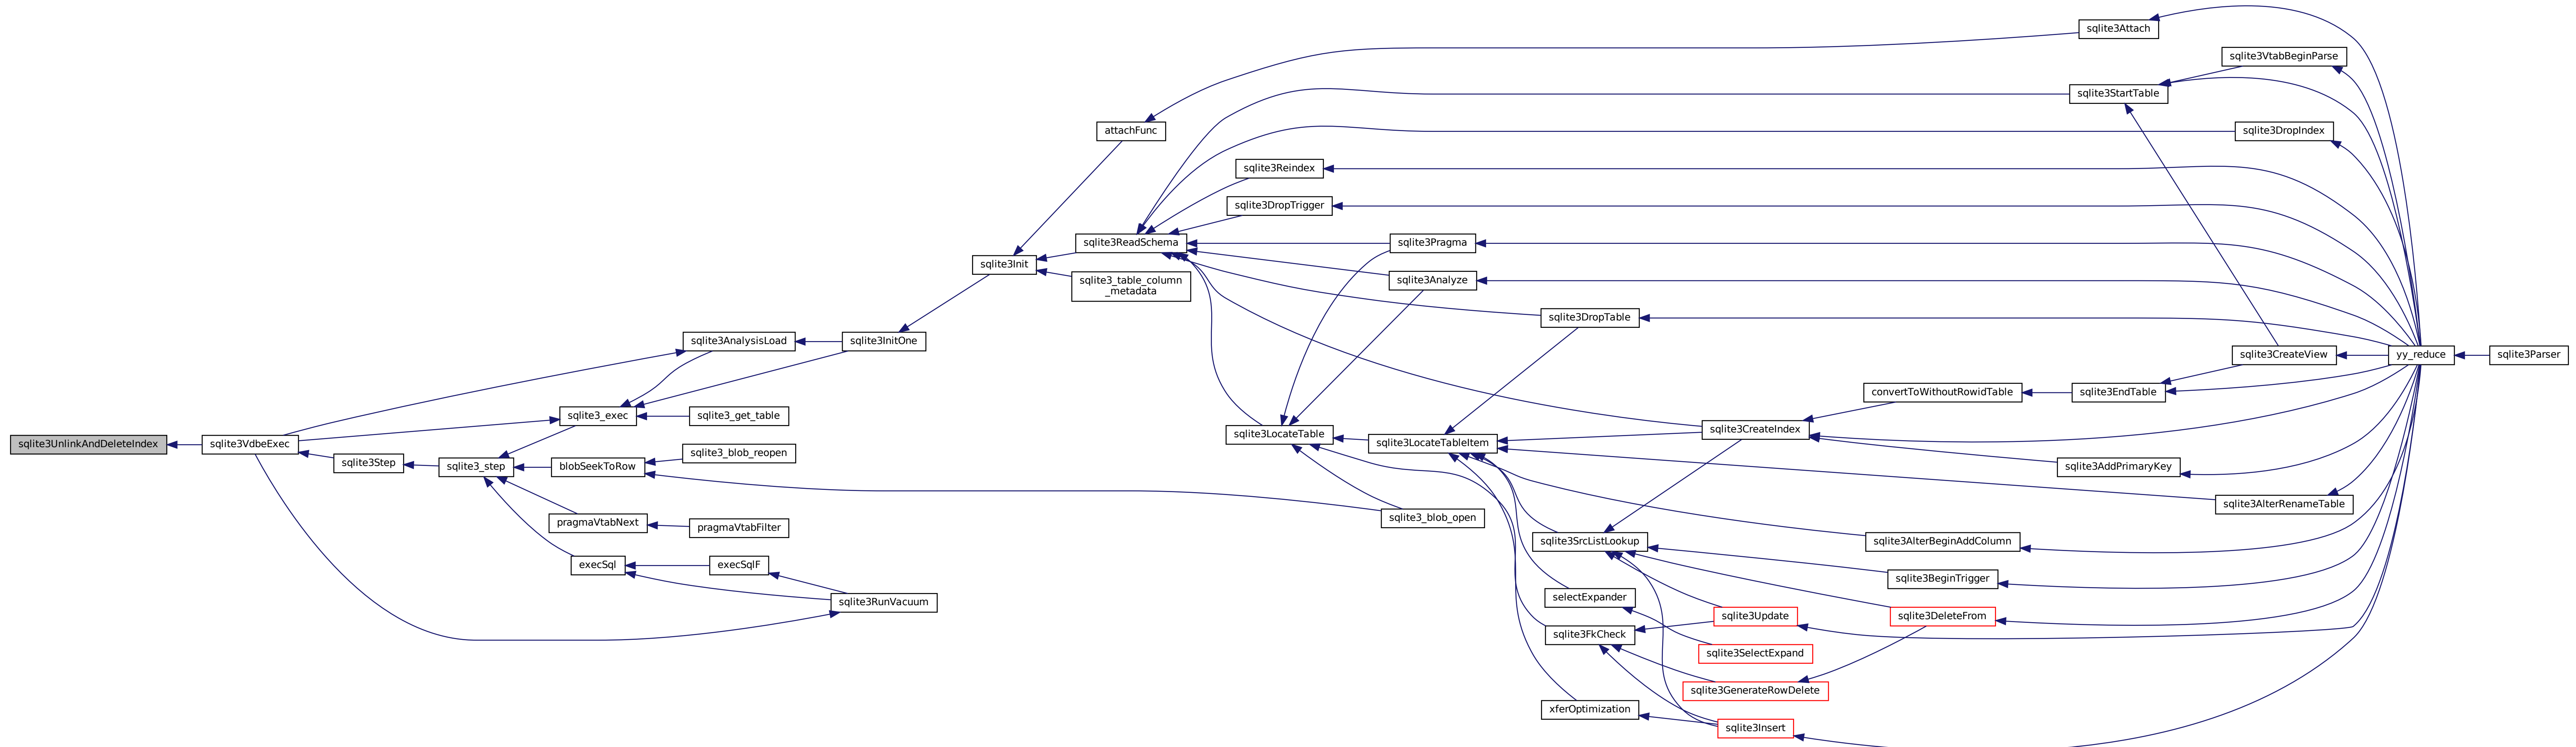 sqlite3UnlinkAndDeleteIndex
sqlite3VdbeExec
sqlite3Step
sqlite3_step
sqlite3_exec
sqlite3_get_table
blobSeekToRow
sqlite3_blob_reopen
pragmaVtabNext
pragmaVtabFilter
execSql
execSqlF
sqlite3RunVacuum
sqlite3AnalysisLoad
sqlite3InitOne
sqlite3Init
attachFunc
sqlite3ReadSchema
sqlite3_table_column
_metadata
sqlite3Reindex
sqlite3DropTrigger
sqlite3LocateTable
sqlite3Pragma
sqlite3Analyze
sqlite3LocateTableItem
sqlite3_blob_open
sqlite3DropTable
sqlite3SrcListLookup
selectExpander
sqlite3FkCheck
xferOptimization
sqlite3CreateIndex
sqlite3Update
sqlite3SelectExpand
sqlite3GenerateRowDelete
sqlite3Insert
convertToWithoutRowidTable
sqlite3AlterBeginAddColumn
sqlite3BeginTrigger
sqlite3DeleteFrom
sqlite3Attach
sqlite3StartTable
sqlite3EndTable
sqlite3AddPrimaryKey
sqlite3VtabBeginParse
sqlite3DropIndex
sqlite3CreateView
sqlite3AlterRenameTable
yy_reduce
sqlite3Parser